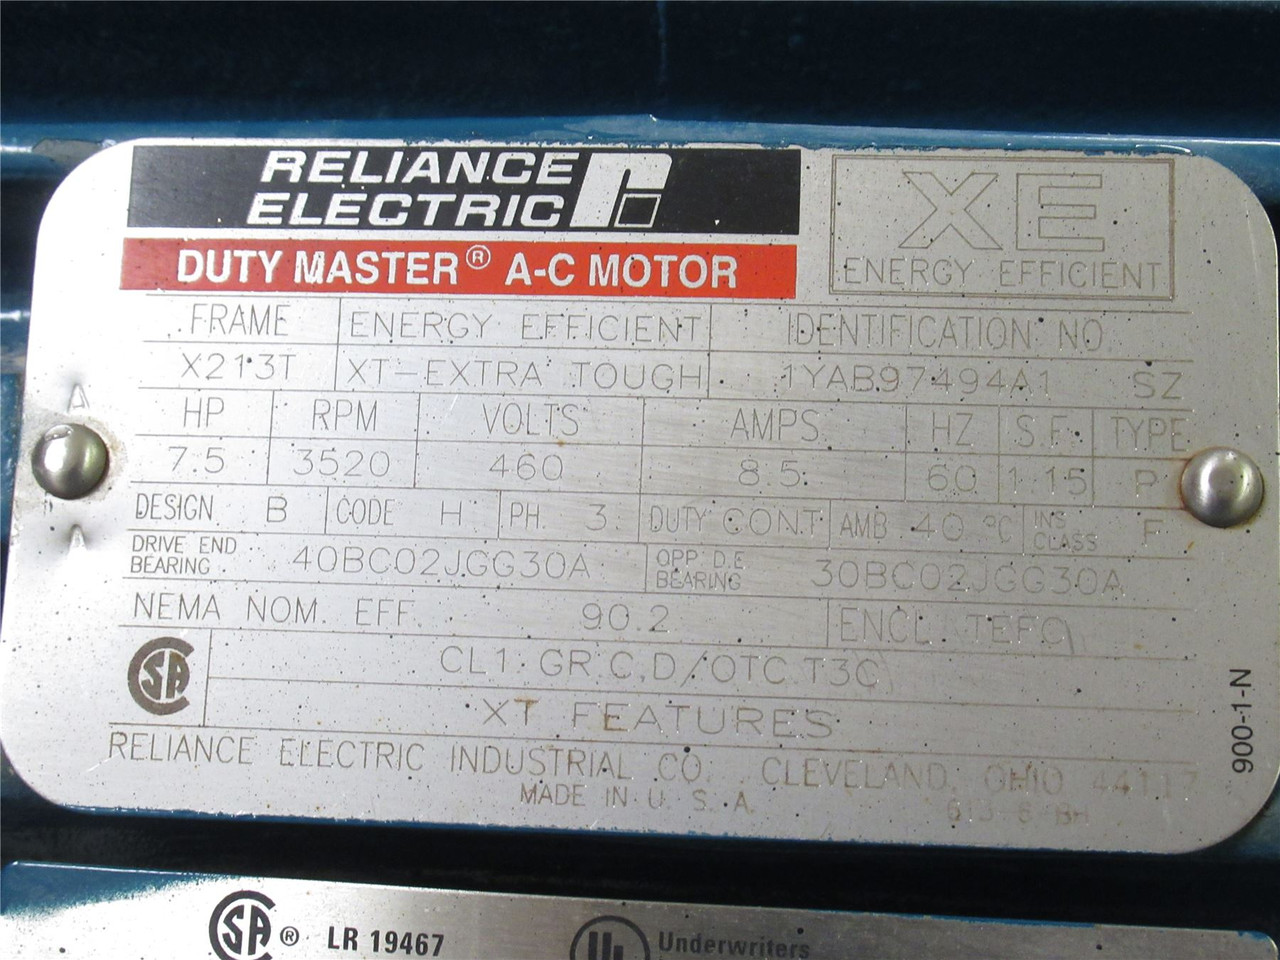 RELIANCE
ELECTRIC
DUTY MASTER® A-C MOTOR
XE
ENERGY EFFICIENT
FRAME ENERGY EFFICIENT IDENTIFICATION NO
X213T XT-EXTRA TOUGH 1YAB97494A1 SZ
HP RPM VOLTS AMPS HZ S.F. TYPE
7.5 3520 460 8.5 60 1.15 P
DESIGN B CODE H PH. 3 DUTY CONT AMB 40 °C INS CLASS F
DRIVE END BEARING 40BC02JGG30A OPP D.E BEARING 30BC02JGG30A
NEMA NOM. EFF. 90.2 ENCL. TEFC
CSA
CL1 GR.C,D/OTC T3C
XT FEATURES
RELIANCE ELECTRIC INDUSTRIAL CO. CLEVELAND, OHIO 44117
MADE IN U.S.A.
900-1-N
CSA ® LR 19467
UL Underwriters